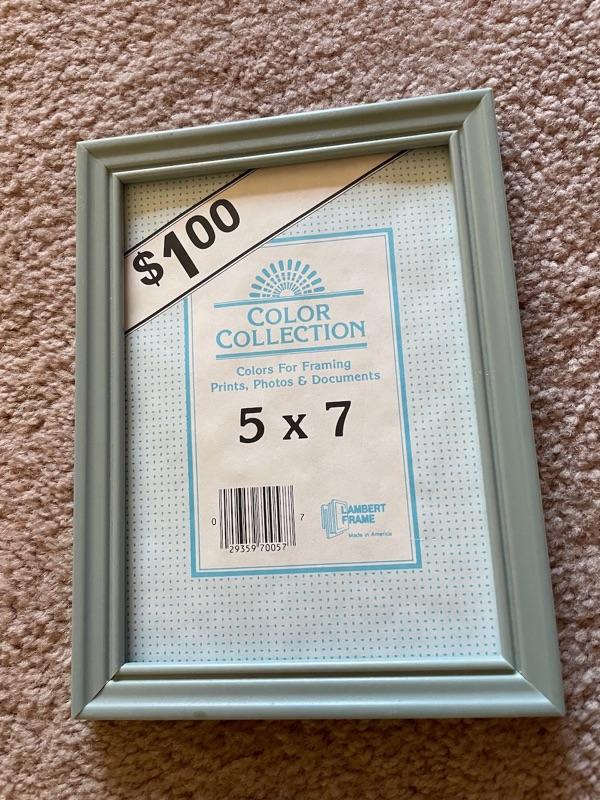 $1.00
COLOR
COLLECTION
Colors For Framing
Prints, Photos & Documents
5 x 7
0 29359 70057 7
LAMBERT
FRAME
Made in America